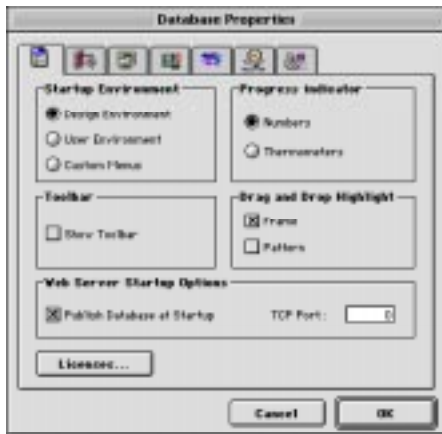 Database Properties
Startup Environment
Design Environment
User Environment
Custom Menus
Progress Indicator
Numbers
Thermometers
Toolbar
Show Toolbar
Drag and Drop Highlight
Frame
Pattern
Web Server Startup Options
Publish Database at Startup
TCP Port: 0
Licenses...
Cancel
OK